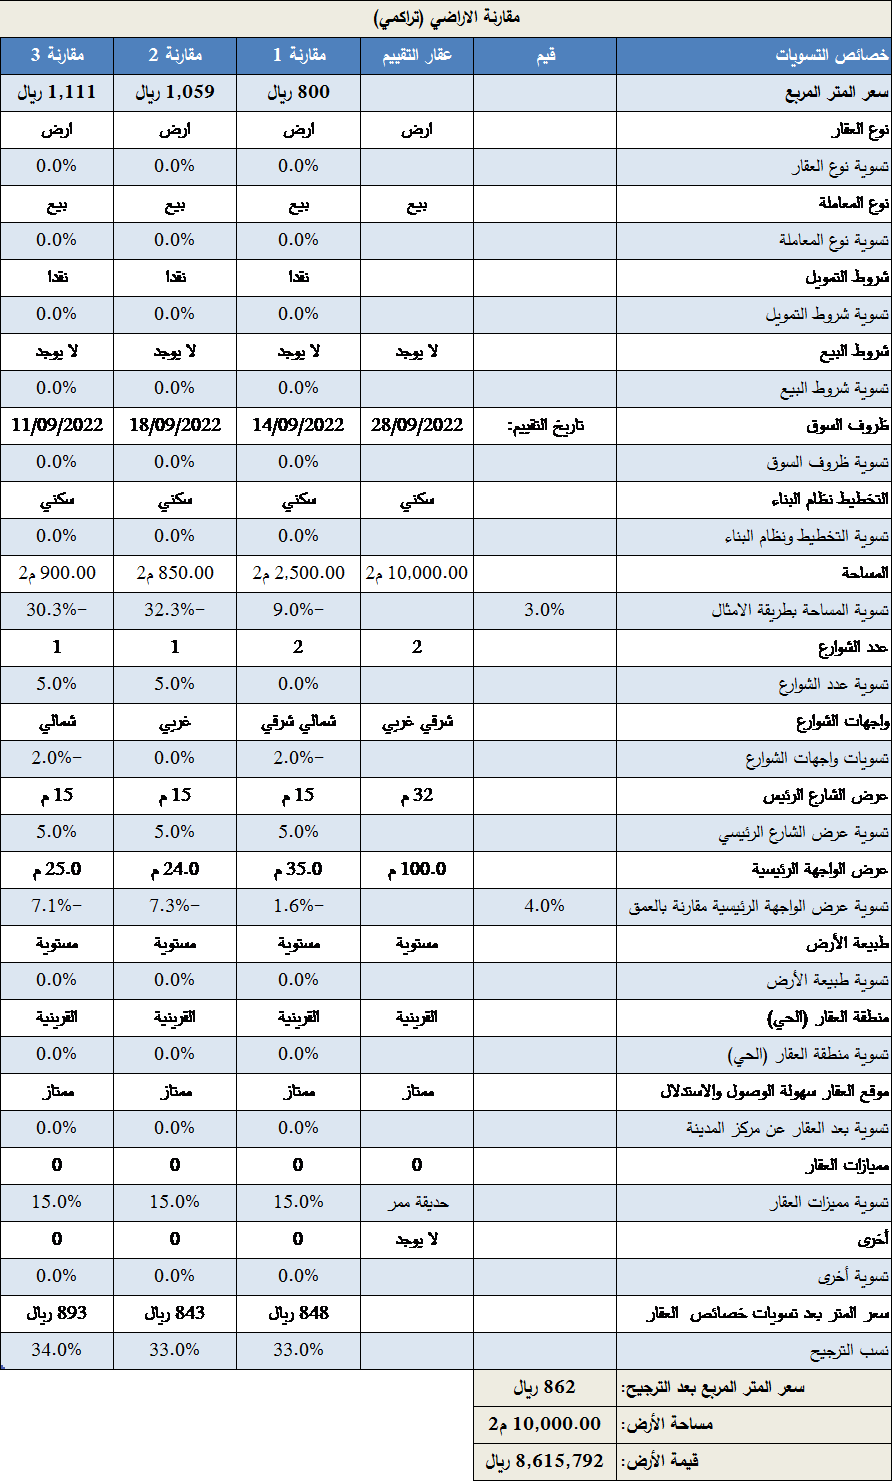 مقارنة الاراضي (تراكمي)
خصائص التسويات قيم عقار التقييم مقارنة 1 مقارنة 2 مقارنة 3
سعر المتر المربع 800 ريال 1,059 ريال 1,111 ريال
نوع العقار ارض ارض ارض ارض
تسوية نوع العقار 0.0% 0.0% 0.0%
نوع المعاملة بيع بيع بيع بيع
تسوية نوع المعاملة 0.0% 0.0% 0.0%
شروط التمويل نقدا نقدا نقدا
تسوية شروط التمويل 0.0% 0.0% 0.0%
شروط البيع لا يوجد لا يوجد لا يوجد لا يوجد
تسوية شروط البيع 0.0% 0.0% 0.0%
ظروف السوق تاريخ التقييم: 28/09/2022 14/09/2022 18/09/2022 11/09/2022
تسوية ظروف السوق 0.0% 0.0% 0.0%
التخطيط نظام البناء سكني سكني سكني سكني
تسوية التخطيط ونظام البناء 0.0% 0.0% 0.0%
المساحة 10,000.00 م2 2,500.00 م2 850.00 م2 900.00 م2
تسوية المساحة بطريقة الامثال 3.0% -9.0% -32.3% -30.3%
عدد الشوارع 2 2 1 1
تسوية عدد الشوارع 0.0% 5.0% 5.0%
واجهات الشوارع شرقي غربي شمالي شرقي غربي شمالي
تسويات واجهات الشوارع -2.0% 0.0% -2.0%
عرض الشارع الرئيس 32 م 15 م 15 م 15 م
تسوية عرض الشارع الرئيسي 5.0% 5.0% 5.0%
عرض الواجهة الرئيسية 100.0 م 35.0 م 24.0 م 25.0 م
تسوية عرض الواجهة الرئيسية مقارنة بالعمق 4.0% -1.6% -7.3% -7.1%
طبيعة الأرض مستوية مستوية مستوية مستوية
تسوية طبيعة الأرض 0.0% 0.0% 0.0%
منطقة العقار (الحي) القرينية القرينية القرينية القرينية
تسوية منطقة العقار (الحي) 0.0% 0.0% 0.0%
موقع العقار سهولة الوصول والاستدلال ممتاز ممتاز ممتاز ممتاز
تسوية بعد العقار عن مركز المدينة 0.0% 0.0% 0.0%
مميازات العقار 0 0 0 0
تسوية مميزات العقار حديقة ممر 15.0% 15.0% 15.0%
أخرى لا يوجد 0 0 0
تسوية أخرى 0.0% 0.0% 0.0%
سعر المتر بعد تسويات خصائص العقار 848 ريال 843 ريال 893 ريال
نسب الترجيح 33.0% 33.0% 34.0%
سعر المتر المربع بعد الترجيح: 862 ريال
مساحة الأرض: 10,000.00 م2
قيمة الأرض: 8,615,792 ريال